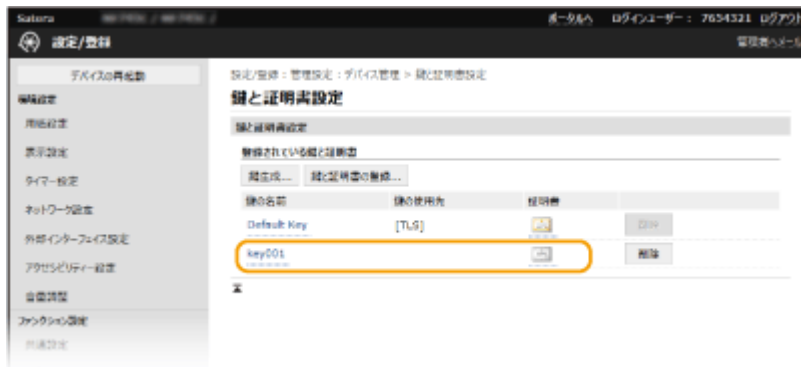 Satera
ポータルへ ログインユーザー： 7654321 ログアウト
設定/登録
管理者へメール
デバイスの再起動
設定/登録：管理設定：デバイス管理 > 鍵と証明書設定
環境設定
鍵と証明書設定
用紙設定
鍵と証明書設定
表示設定
登録されている鍵と証明書
タイマー設定
鍵生成... 鍵と証明書の登録...
ネットワーク設定
鍵の名前 鍵の使用先 証明書
外部インターフェイス設定
Default Key [TLS] 削除
アクセシビリティー設定
key001 削除
音量調整
ファンクション設定
共通設定